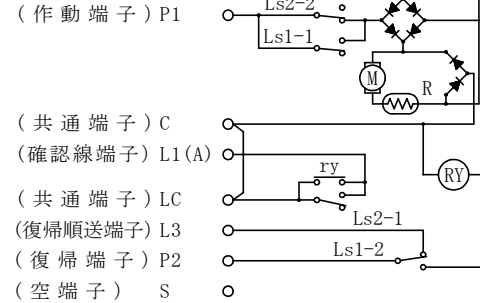 (作動端子)P1
Ls2-2
Ls1-1
M
R
(共通端子)C
(確認線端子)L1(A)
ry
RY
(共通端子)LC
Ls2-1
(復帰順送端子)L3
Ls1-2
(復帰端子)P2
(空端子) S